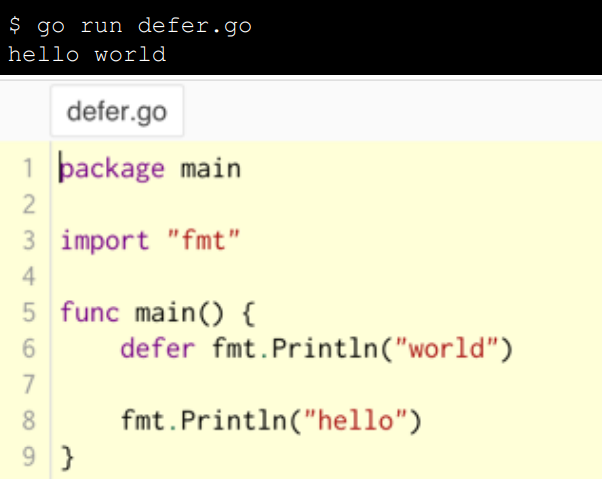 $ go run defer.go
hello world
defer.go
1 package main
2
3 import "fmt"
4
5 func main() {
6     defer fmt.Println("world")
7
8     fmt.Println("hello")
9 }